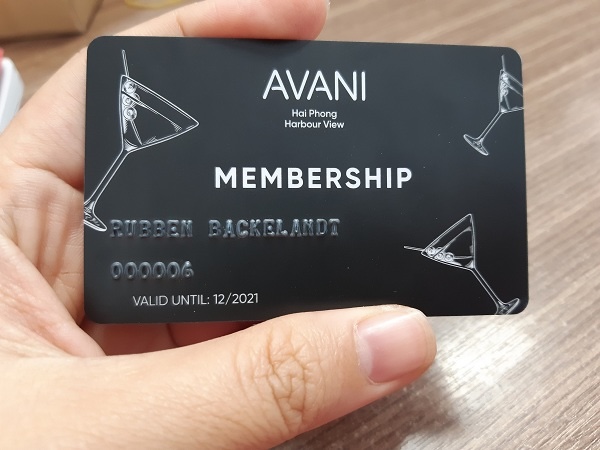 AVANI
Hai Phong
Harbour View
MEMBERSHIP
RUBBEN BACKELANDT
000006
VALID UNTIL: 12/2021